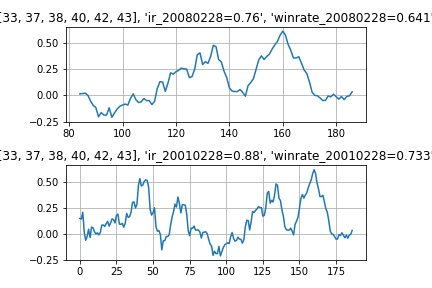 [33, 37, 38, 40, 42, 43], 'ir_20080228=0.76', 'winrate_20080228=0.641'
0.50
0.25
0.00
−0.25
80 100 120 140 160 180
[33, 37, 38, 40, 42, 43], 'ir_20010228=0.88', 'winrate_20010228=0.733'
0.50
0.25
0.00
−0.25
0 25 50 75 100 125 150 175